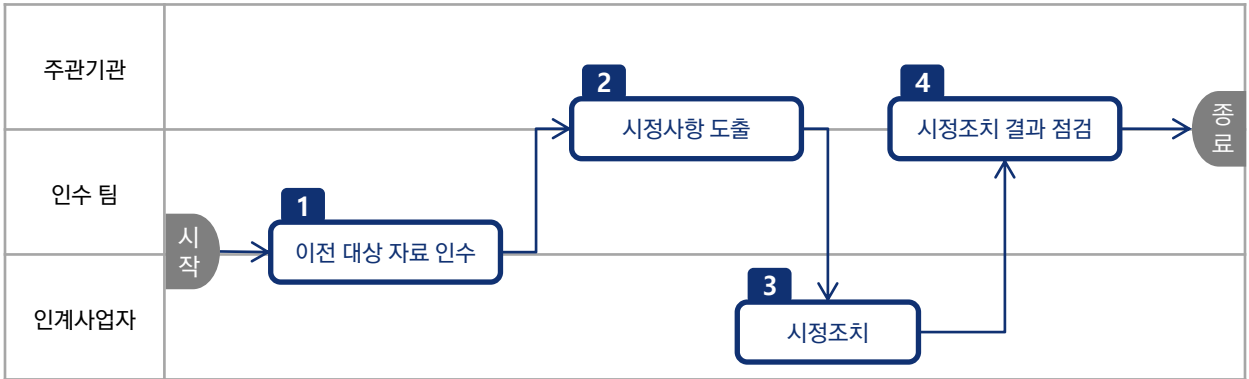 주관기관
인수 팀
인계사업자
시작
1
이전 대상 자료 인수
2
시정사항 도출
3
시정조치
4
시정조치 결과 점검
종료